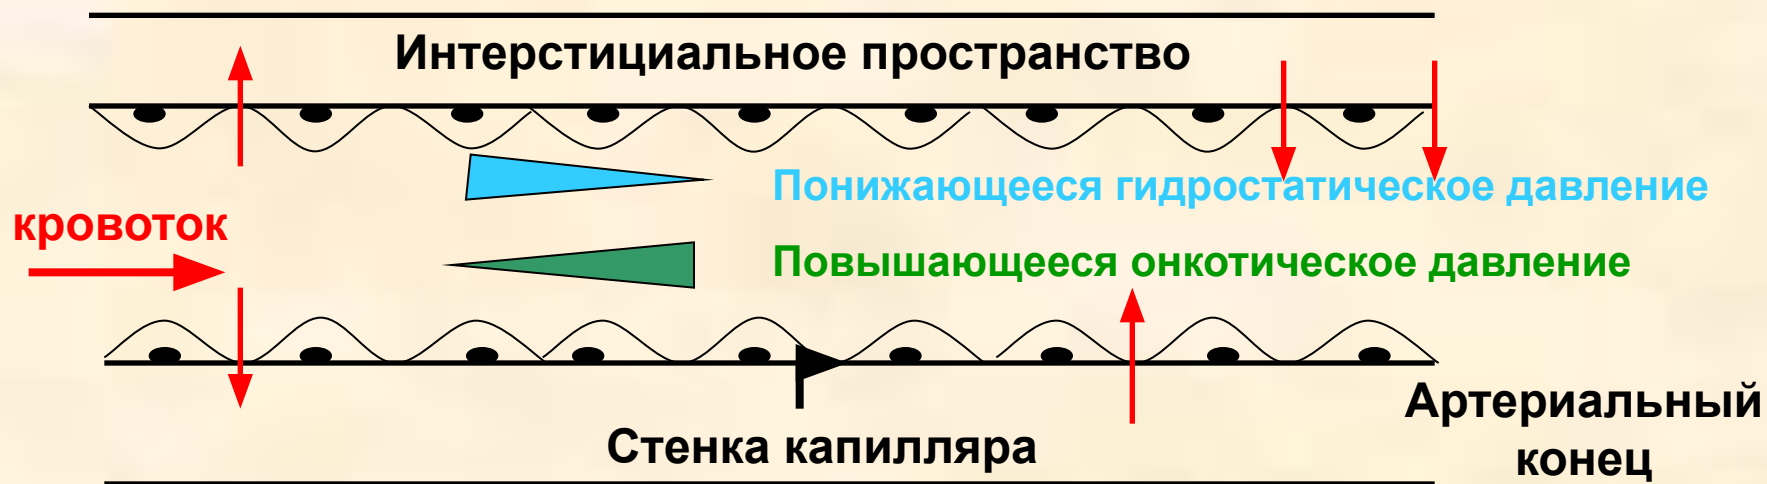 Интерстициальное пространство
Понижающееся гидростатическое давление
кровоток
Повышающееся онкотическое давление
Стенка капилляра
Артериальный
конец